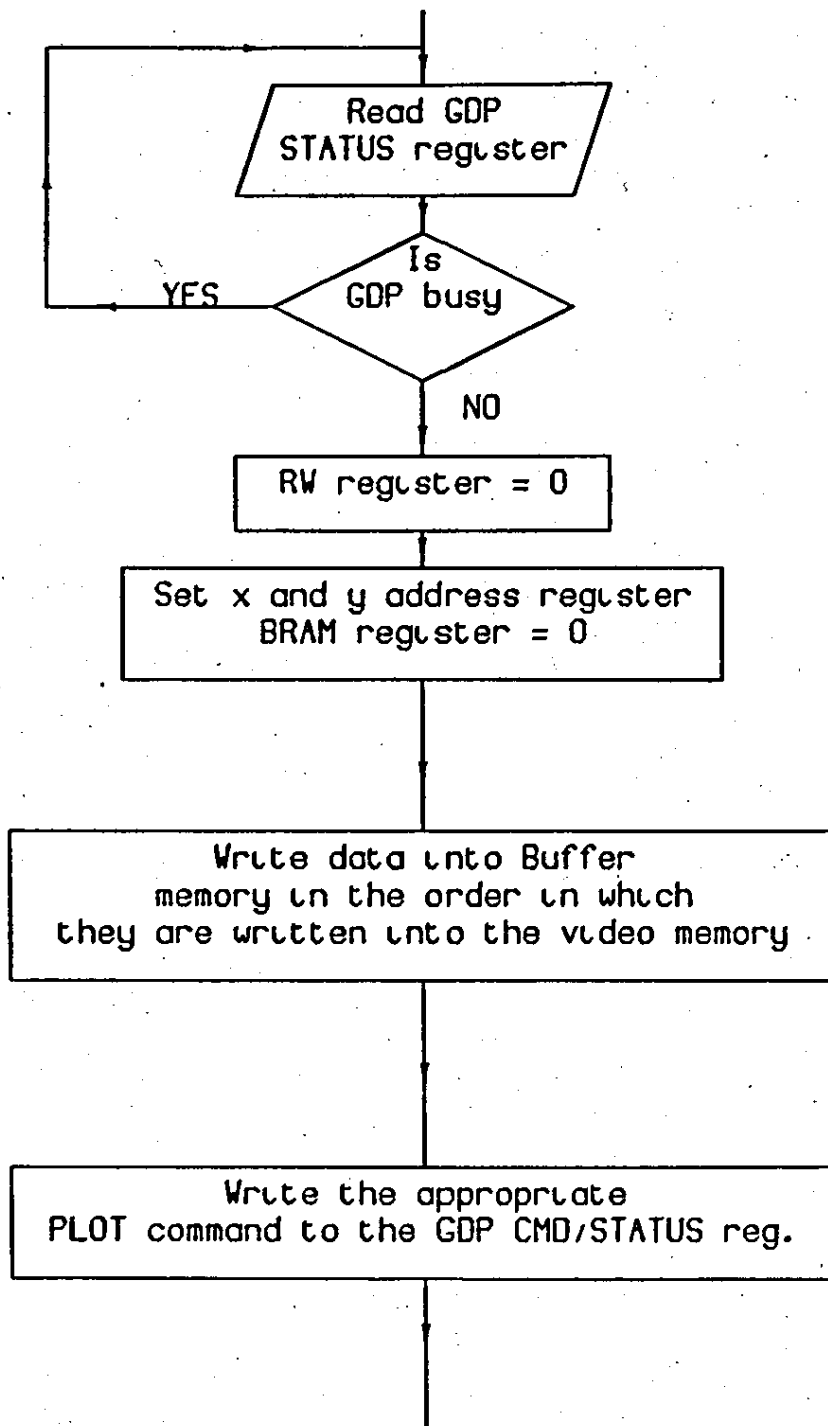 Read GDP
STATUS register
Is
GDP busy
YES
NO
RW register = 0
Set x and y address register
BRAM register = 0
Write data into Buffer
memory in the order in which
they are written into the video memory
Write the appropriate
PLOT command to the GDP CMD/STATUS reg.